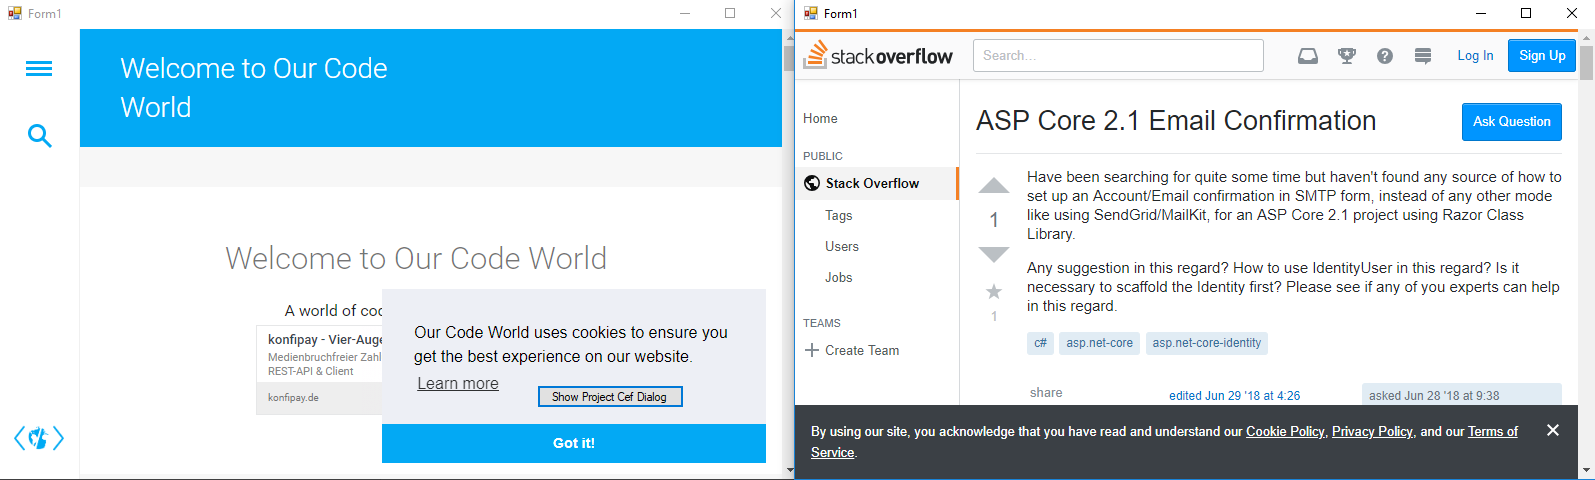 Form1
Welcome to Our Code
World
Welcome to Our Code World
A world of co
konfipay - Vier-Auge
Medienbruchfreier Zahl
REST-API & Client
konfipay.de
Our Code World uses cookies to ensure you
get the best experience on our website.
Learn more
Show Project Cef Dialog
Got it!
Form1
stackoverflow
Search...
Log In
Sign Up
Home
PUBLIC
Stack Overflow
Tags
Users
Jobs
TEAMS
Create Team
ASP Core 2.1 Email Confirmation
Ask Question
Have been searching for quite some time but haven't found any source of how to
set up an Account/Email confirmation in SMTP form, instead of any other mode
like using SendGrid/MailKit, for an ASP Core 2.1 project using Razor Class
Library.
1
Any suggestion in this regard? How to use IdentityUser in this regard? Is it
necessary to scaffold the Identity first? Please see if any of you experts can help
in this regard.
1
c# asp.net-core asp.net-core-identity
share
edited Jun 29 '18 at 4:26
asked Jun 28 '18 at 9:38
By using our site, you acknowledge that you have read and understand our Cookie Policy, Privacy Policy, and our Terms of
Service.